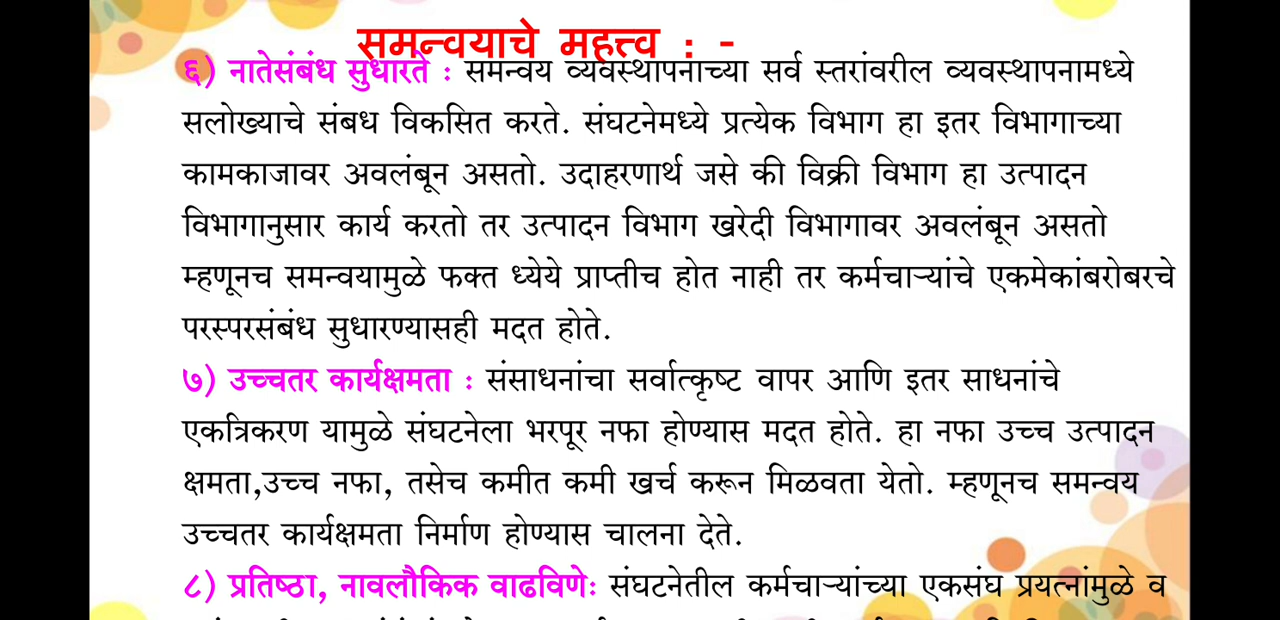 समन्वयाचे महत्त्व : -
६) नातेसंबंध सुधारते : समन्वय व्यवस्थापनाच्या सर्व स्तरांवरील व्यवस्थापनामध्ये
सलोख्याचे संबध विकसित करते. संघटनेमध्ये प्रत्येक विभाग हा इतर विभागाच्या
कामकाजावर अवलंबून असतो. उदाहरणार्थ जसे की विक्री विभाग हा उत्पादन
विभागानुसार कार्य करतो तर उत्पादन विभाग खरेदी विभागावर अवलंबून असतो
म्हणूनच समन्वयामुळे फक्त ध्येये प्राप्तीच होत नाही तर कर्मचाऱ्यांचे एकमेकांबरोबरचे
परस्परसंबंध सुधारण्यासही मदत होते.
७) उच्चतर कार्यक्षमता : संसाधनांचा सर्वात्कृष्ट वापर आणि इतर साधनांचे
एकत्रिकरण यामुळे संघटनेला भरपूर नफा होण्यास मदत होते. हा नफा उच्च उत्पादन
क्षमता,उच्च नफा, तसेच कमीत कमी खर्च करून मिळवता येतो. म्हणूनच समन्वय
उच्चतर कार्यक्षमता निर्माण होण्यास चालना देते.
८) प्रतिष्ठा, नावलौकिक वाढविणेः संघटनेतील कर्मचाऱ्यांच्या एकसंघ प्रयत्नांमुळे व